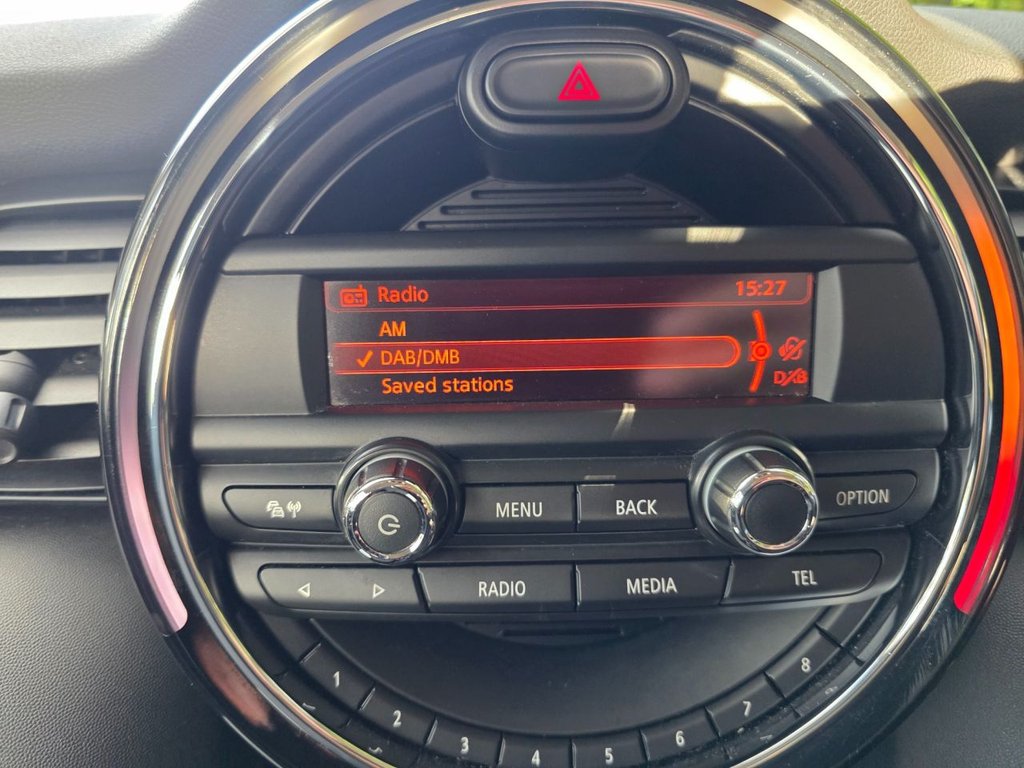 Radio 15:27
AM
✓ DAB/DMB
Saved stations
DAB
MENU BACK OPTION
RADIO MEDIA TEL
1 2 3 4 5 6 7 8